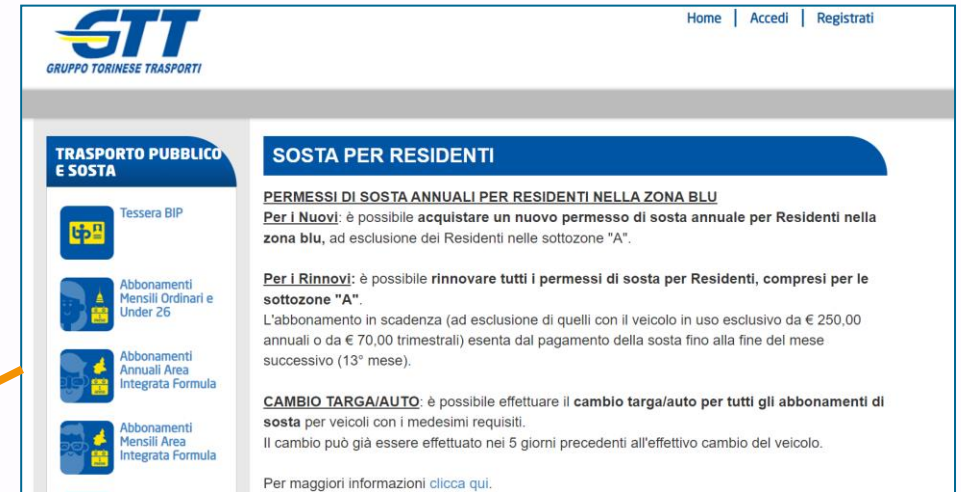 GTT
GRUPPO TORINESE TRASPORTI
Home | Accedi | Registrati
TRASPORTO PUBBLICO
E SOSTA
bip
Tessera BIP
Abbonamenti
Mensili Ordinari e
Under 26
Abbonamenti
Annuali Area
Integrata Formula
Abbonamenti
Mensili Area
Integrata Formula
SOSTA PER RESIDENTI
PERMESSI DI SOSTA ANNUALI PER RESIDENTI NELLA ZONA BLU
Per i Nuovi: è possibile acquistare un nuovo permesso di sosta annuale per Residenti nella
zona blu, ad esclusione dei Residenti nelle sottozone "A".
Per i Rinnovi: è possibile rinnovare tutti i permessi di sosta per Residenti, compresi per le
sottozone "A".
L'abbonamento in scadenza (ad esclusione di quelli con il veicolo in uso esclusivo da € 250,00
annuali o da € 70,00 trimestrali) esenta dal pagamento della sosta fino alla fine del mese
successivo (13° mese).
CAMBIO TARGA/AUTO: è possibile effettuare il cambio targa/auto per tutti gli abbonamenti di
sosta per veicoli con i medesimi requisiti.
Il cambio può già essere effettuato nei 5 giorni precedenti all'effettivo cambio del veicolo.
Per maggiori informazioni clicca qui.